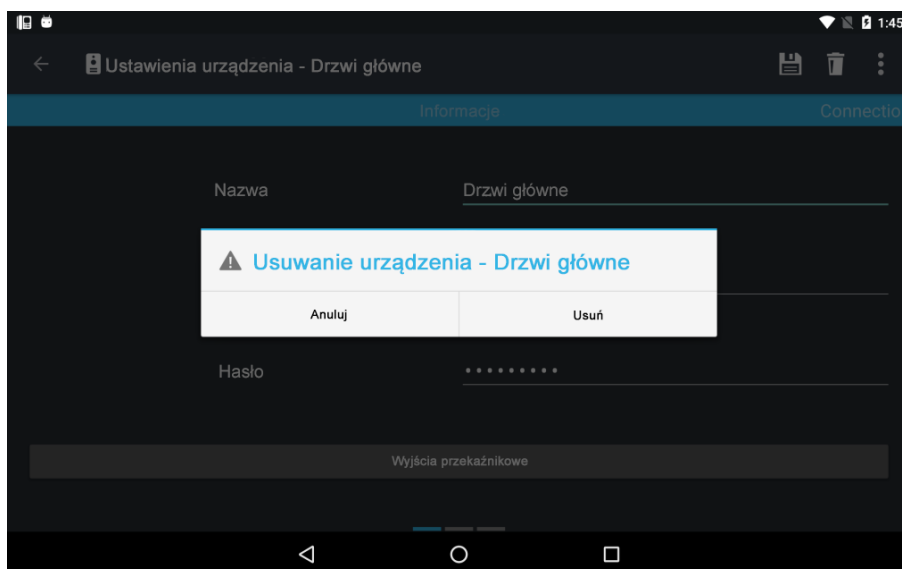 1:45
Ustawienia urządzenia - Drzwi główne
Informacje
Connectio
Nazwa
Drzwi główne
Usuwanie urządzenia - Drzwi główne
Anuluj
Usuń
Hasło
•••••••••
Wyjścia przekaźnikowe